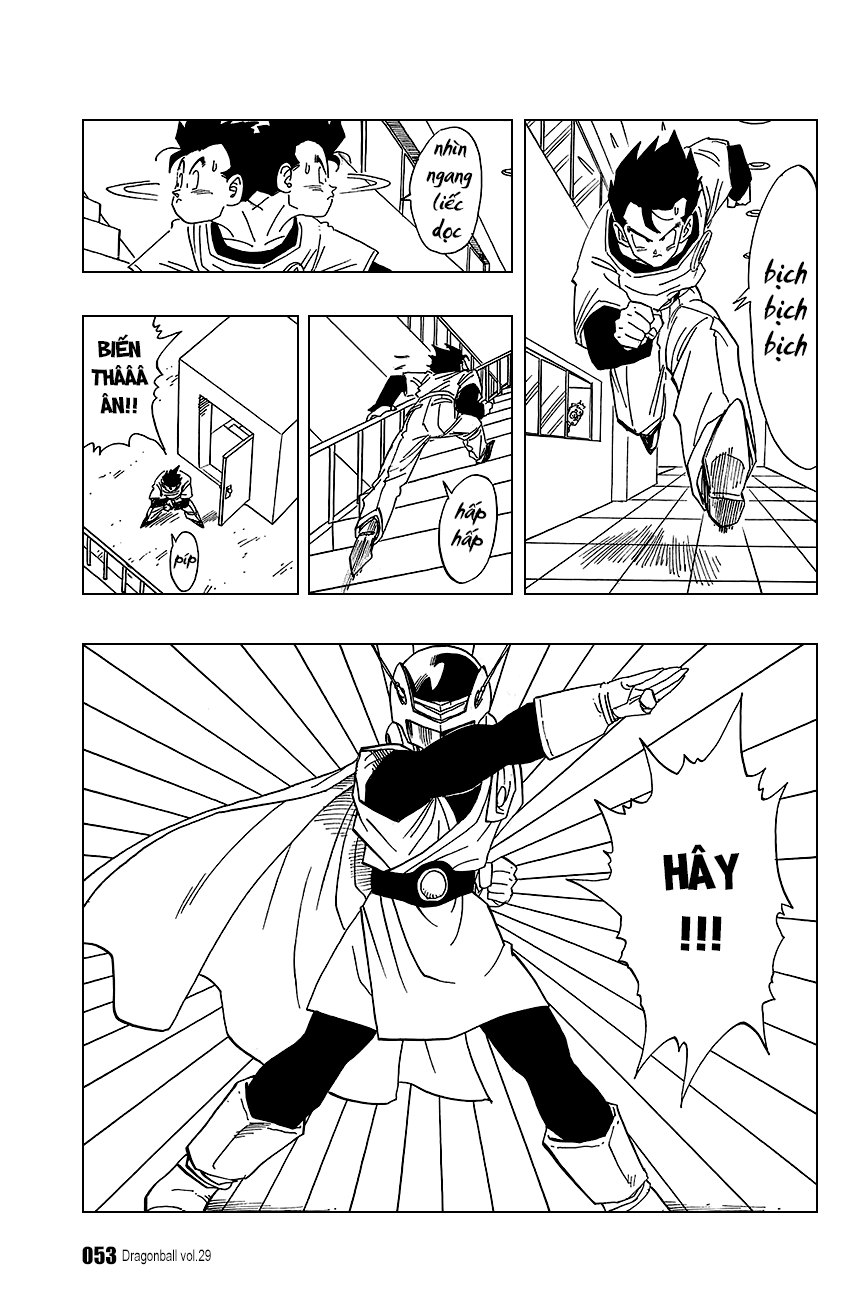 bịch
bịch
bịch
nhìn
ngang
liếc
dọc
hấp
hấp
BIẾN
THÂÂÂ
ÂN!!
píp
HÂY
!!!
053 Dragonball vol.29